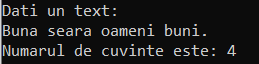 Dati un text:
Buna seara oameni buni.
Numarul de cuvinte este: 4